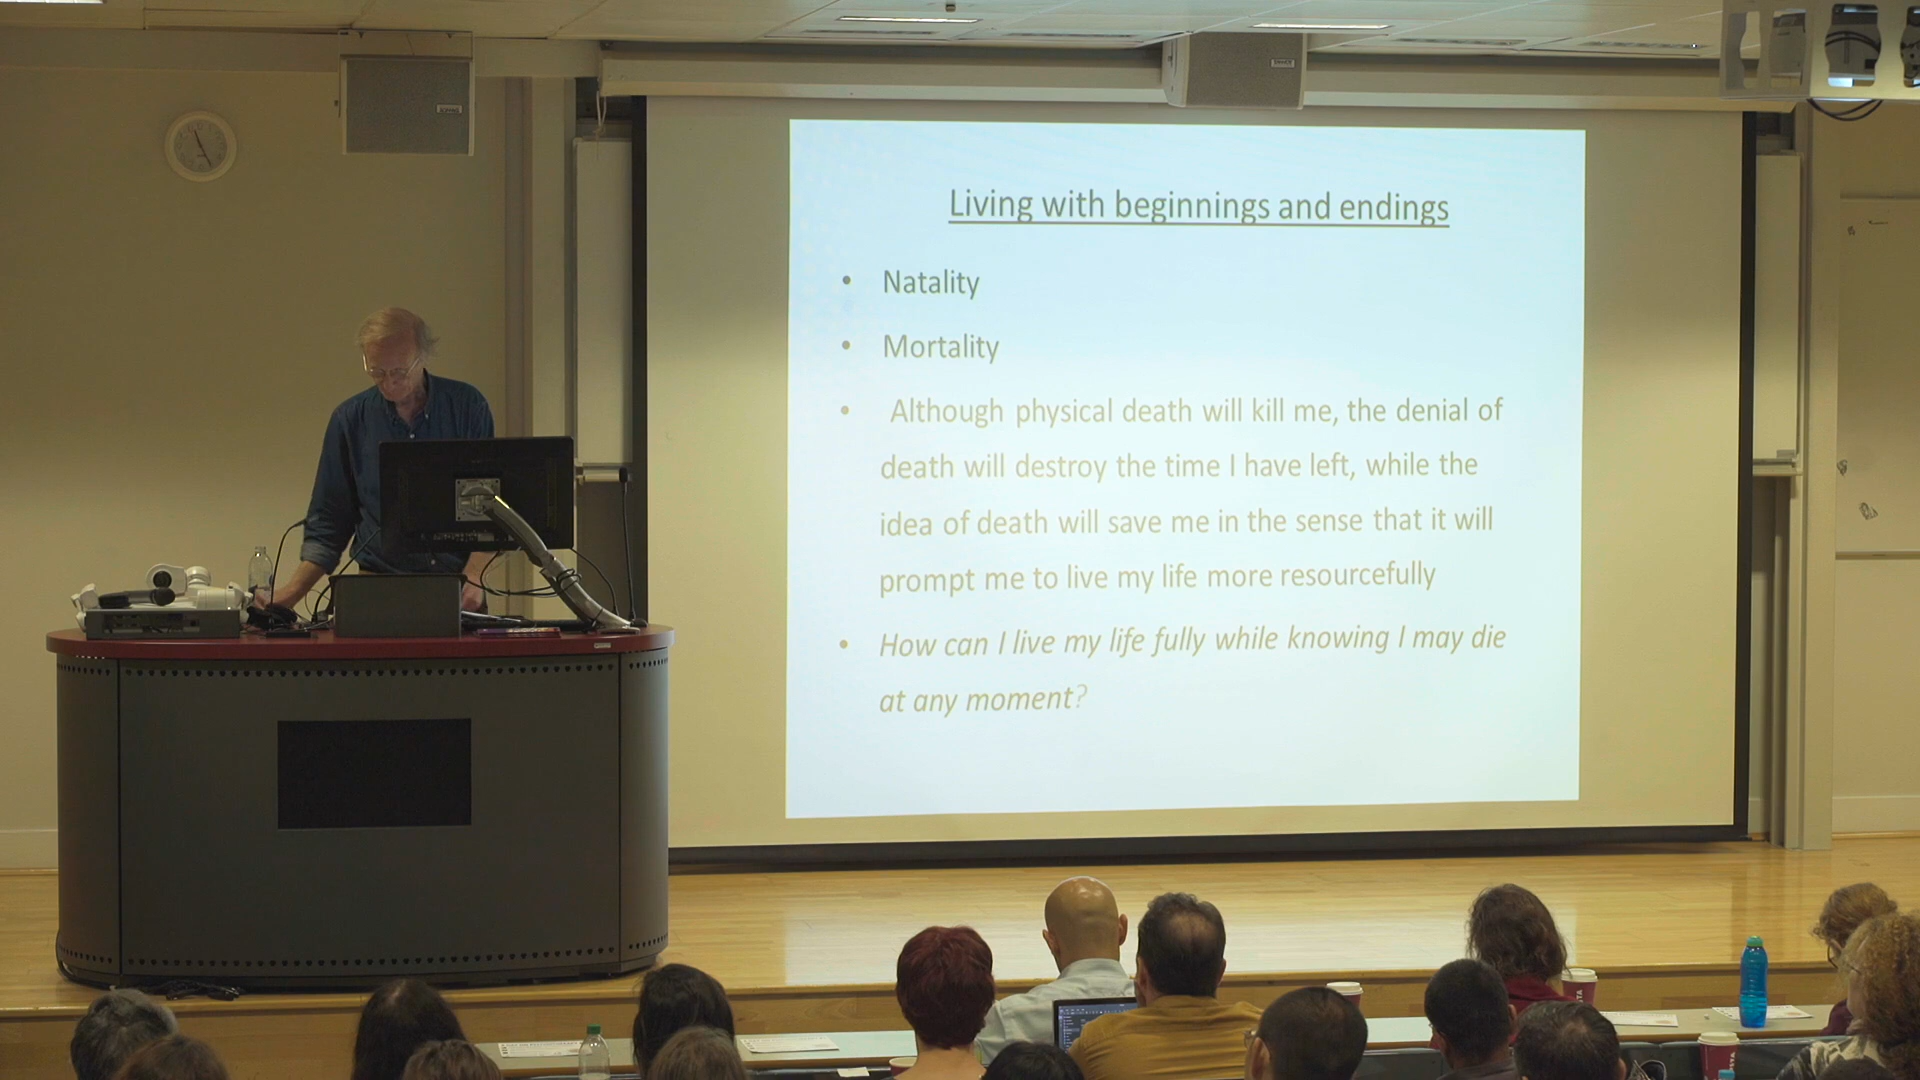 Living with beginnings and endings
• Natality
• Mortality
• Although physical death will kill me, the denial of
death will destroy the time I have left, while the
idea of death will save me in the sense that it will
prompt me to live my life more resourcefully
• How can I live my life fully while knowing I may die
at any moment?